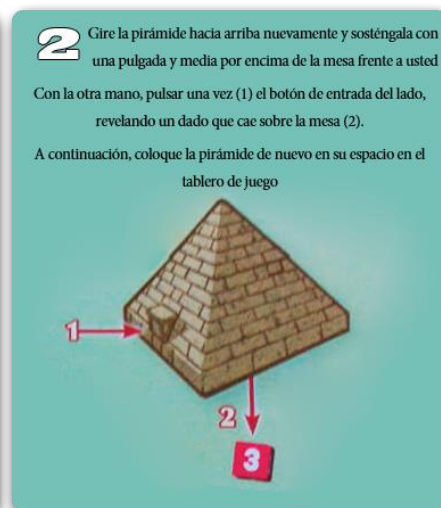 2 Gire la pirámide hacia arriba nuevamente y sosténgala con
una pulgada y media por encima de la mesa frente a usted
Con la otra mano, pulsar una vez (1) el botón de entrada del lado,
revelando un dado que cae sobre la mesa (2).
A continuación, coloque la pirámide de nuevo en su espacio en el
tablero de juego
1
2
3